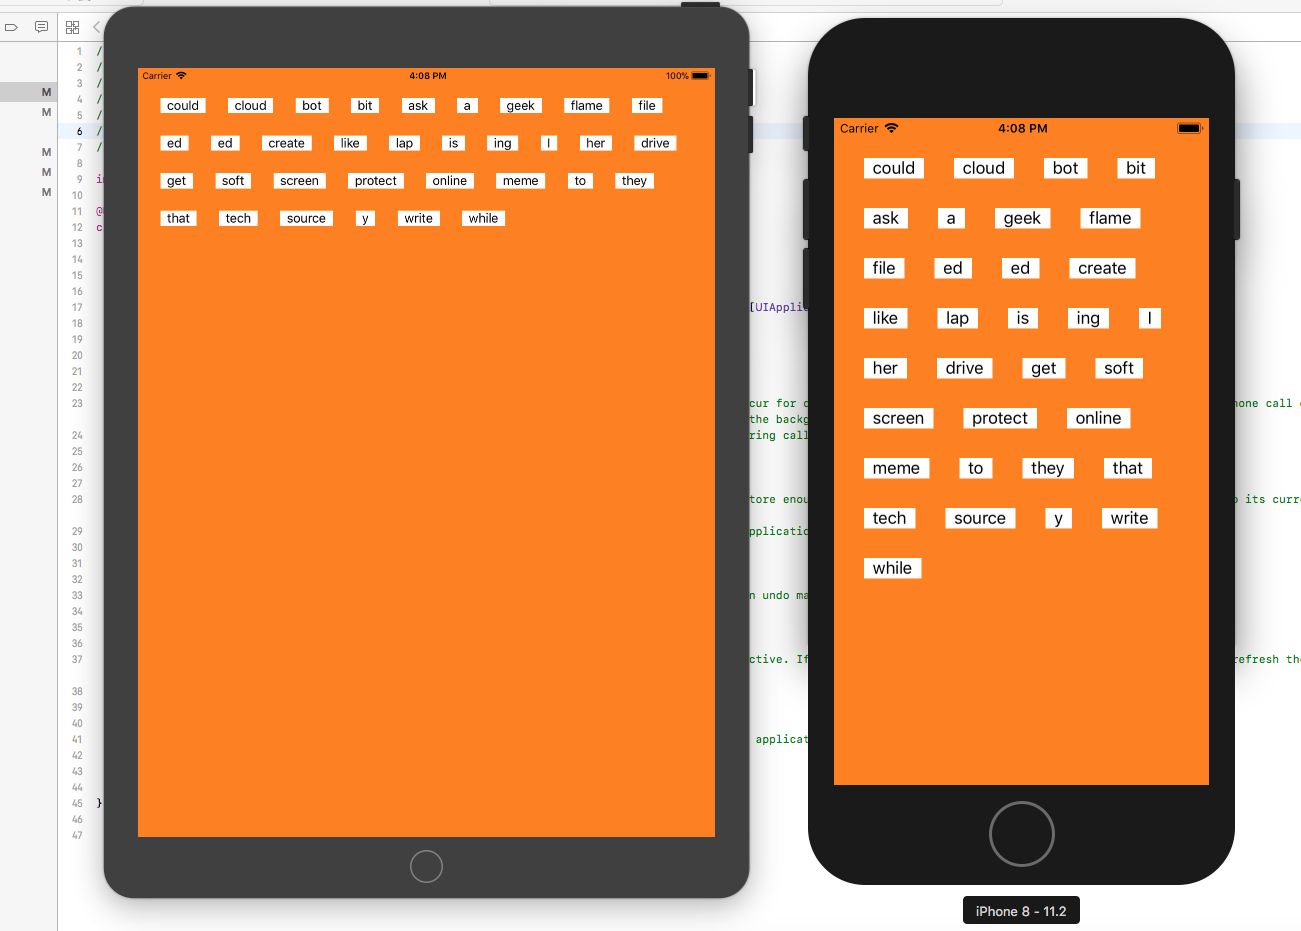 M
M
M
M
M
1 /
2 /
3 /
4 /
5 /
6 /
7 /
8
9
10
11 @
12 c
13
14
15
16
17
18
19
20
21
22
23
24
25
26
27
28
29
30
31
32
33
34
35
36
37
38
39
40
41
42
43
44
45 }
46
47
Carrier 4:08 PM 100%
could cloud bot bit ask a geek flame file
ed ed create like lap is ing I her drive
get soft screen protect online meme to they
that tech source y write while
[UIAppli
cur for
the backg
ring call
tore enou
pplicatio
n undo ma
ctive. If
applicat
Carrier 4:08 PM
could cloud bot bit
ask a geek flame
file ed ed create
like lap is ing I
her drive get soft
screen protect online
meme to they that
tech source y write
while
hone call
its curre
refresh the
iPhone 8 - 11.2